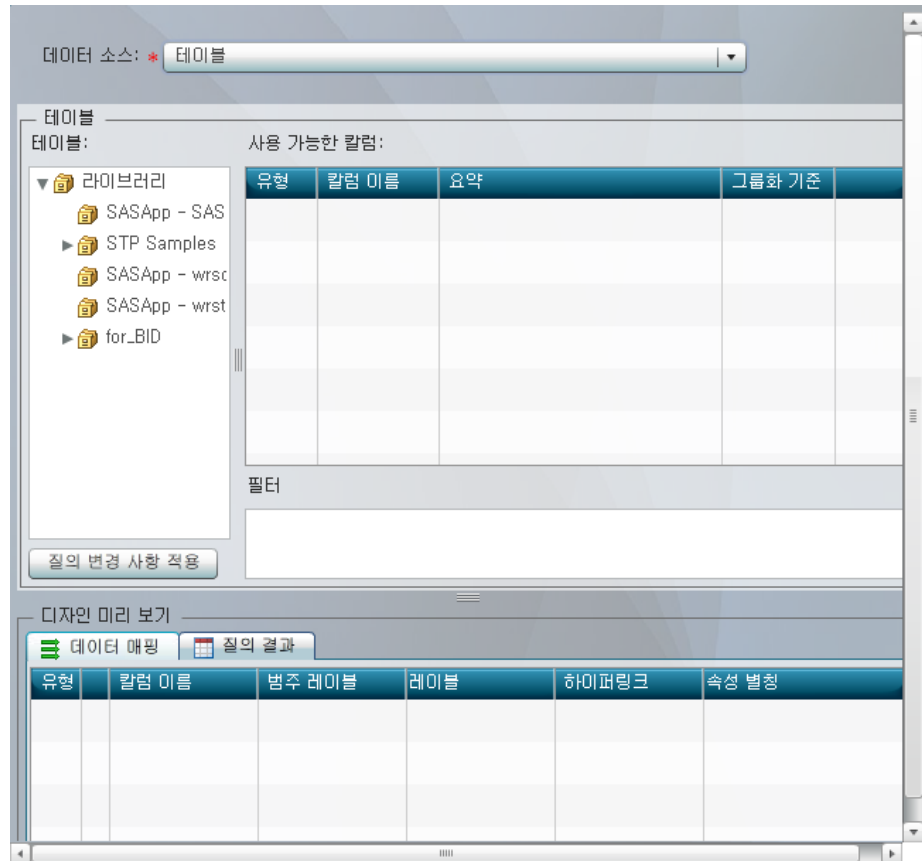 데이터 소스: * 테이블
테이블
테이블:
사용 가능한 칼럼:
라이브러리
SASApp - SAS
STP Samples
SASApp - wrsc
SASApp - wrst
for_BID
유형 칼럼 이름 요약 그룹화 기준
필터
질의 변경 사항 적용
디자인 미리 보기
데이터 매핑 질의 결과
유형 칼럼 이름 범주 레이블 레이블 하이퍼링크 속성 별칭